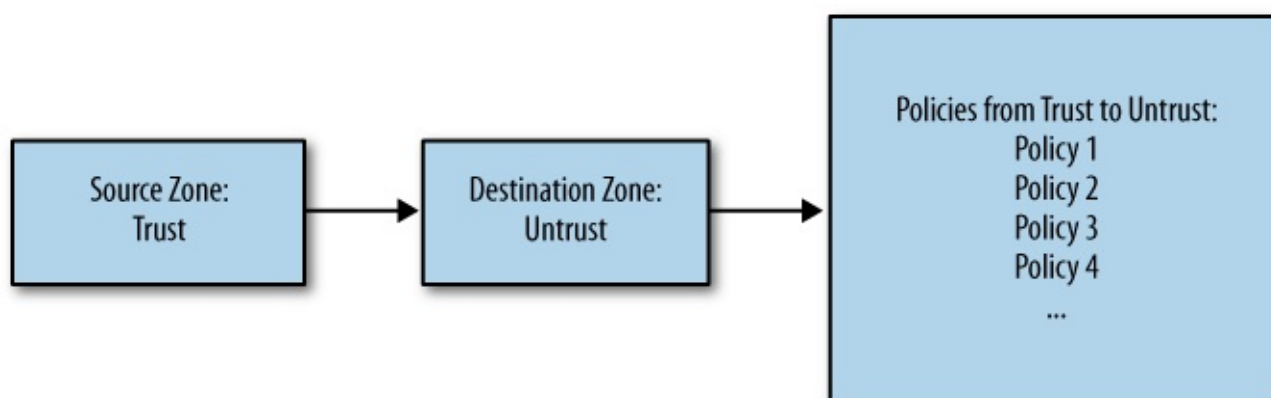 Source Zone:
Trust
Destination Zone:
Untrust
Policies from Trust to Untrust:
Policy 1
Policy 2
Policy 3
Policy 4
...